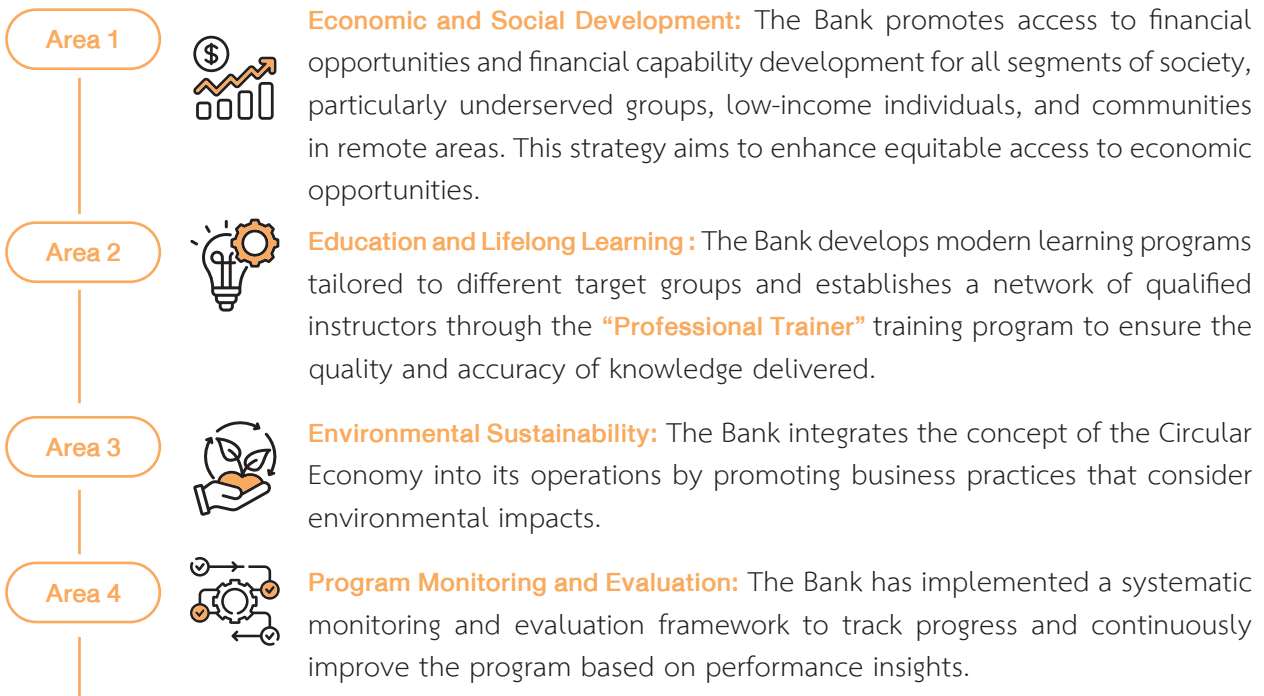 Area 1
Economic and Social Development: The Bank promotes access to financial
opportunities and financial capability development for all segments of society,
particularly underserved groups, low-income individuals, and communities
in remote areas. This strategy aims to enhance equitable access to economic
opportunities.
Area 2
Education and Lifelong Learning : The Bank develops modern learning programs
tailored to different target groups and establishes a network of qualified
instructors through the “Professional Trainer” training program to ensure the
quality and accuracy of knowledge delivered.
Area 3
Environmental Sustainability: The Bank integrates the concept of the Circular
Economy into its operations by promoting business practices that consider
environmental impacts.
Area 4
Program Monitoring and Evaluation: The Bank has implemented a systematic
monitoring and evaluation framework to track progress and continuously
improve the program based on performance insights.